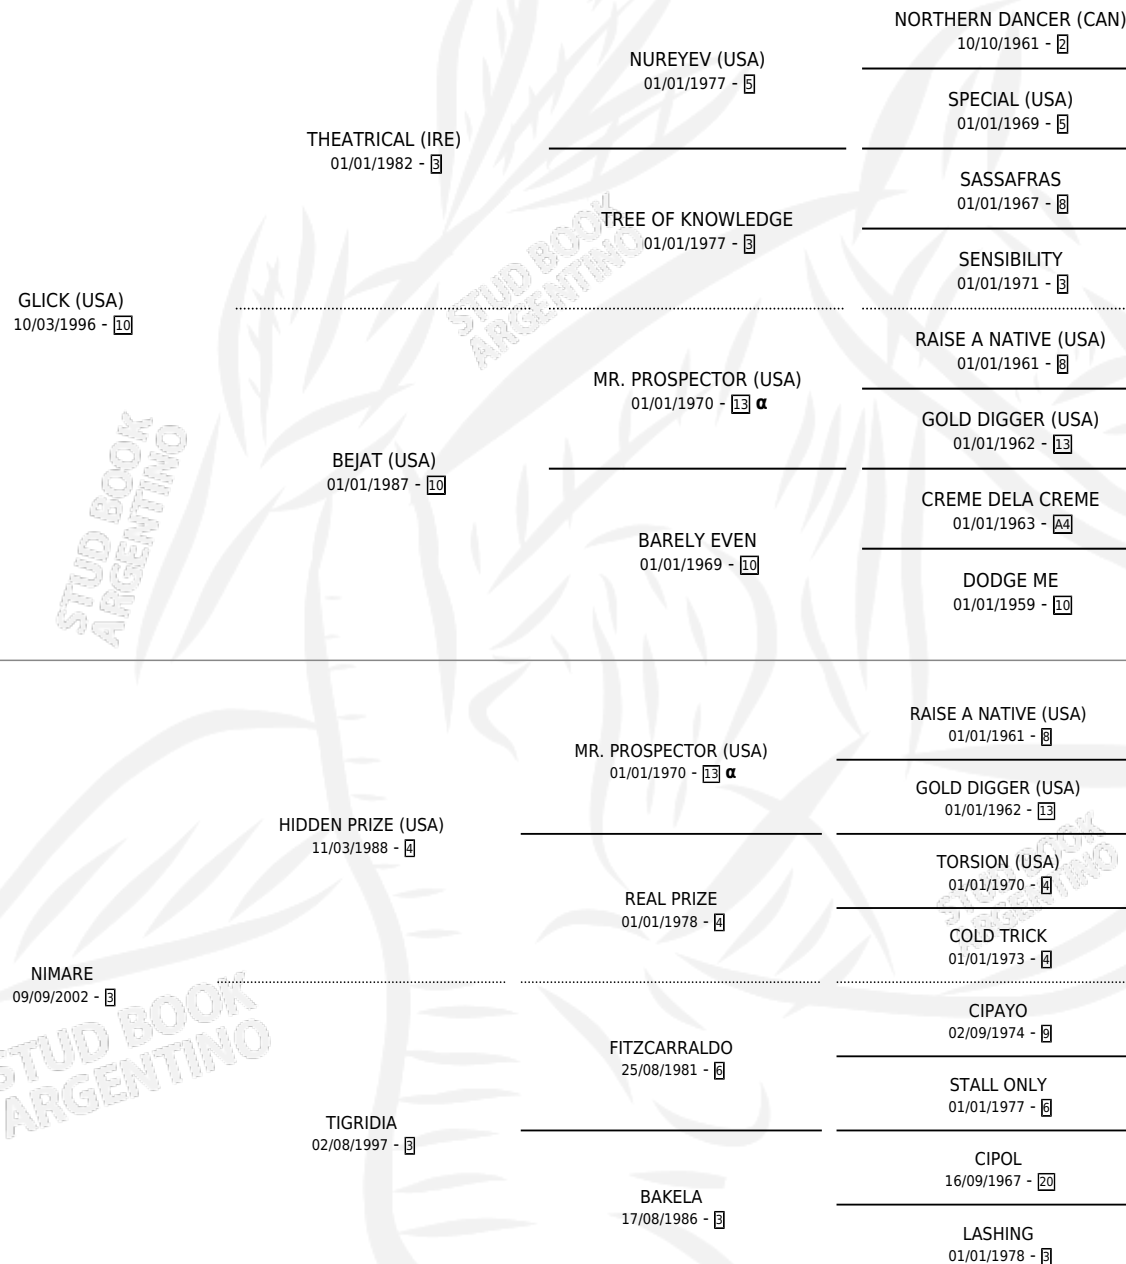 NORTHERN DANCER (CAN)
10/10/1961 - 2
NUREYEV (USA)
01/01/1977 - 5
SPECIAL (USA)
01/01/1969 - 5
THEATRICAL (IRE)
01/01/1982 - 3
SASSAFRAS
01/01/1967 - 8
TREE OF KNOWLEDGE
01/01/1977 - 3
SENSIBILITY
01/01/1971 - 3
GLICK (USA)
10/03/1996 - 10
RAISE A NATIVE (USA)
01/01/1961 - 8
MR. PROSPECTOR (USA)
01/01/1970 - 13 α
GOLD DIGGER (USA)
01/01/1962 - 13
BEJAT (USA)
01/01/1987 - 10
CREME DELA CREME
01/01/1963 - A4
BARELY EVEN
01/01/1969 - 10
DODGE ME
01/01/1959 - 10
RAISE A NATIVE (USA)
01/01/1961 - 8
MR. PROSPECTOR (USA)
01/01/1970 - 13 α
GOLD DIGGER (USA)
01/01/1962 - 13
HIDDEN PRIZE (USA)
11/03/1988 - 4
TORSION (USA)
01/01/1970 - 4
REAL PRIZE
01/01/1978 - 4
COLD TRICK
01/01/1973 - 4
NIMARE
09/09/2002 - 3
CIPAYO
02/09/1974 - 9
FITZCARRALDO
25/08/1981 - 6
STALL ONLY
01/01/1977 - 6
TIGRIDIA
02/08/1997 - 3
CIPOL
16/09/1967 - 20
BAKELA
17/08/1986 - 3
LASHING
01/01/1978 - 3
STUD BOOK
ARGENTINO
STUD BOOK
ARGENTINO
STUD BOOK
ARGENTINO
STUD BOOK
ARGENTINO